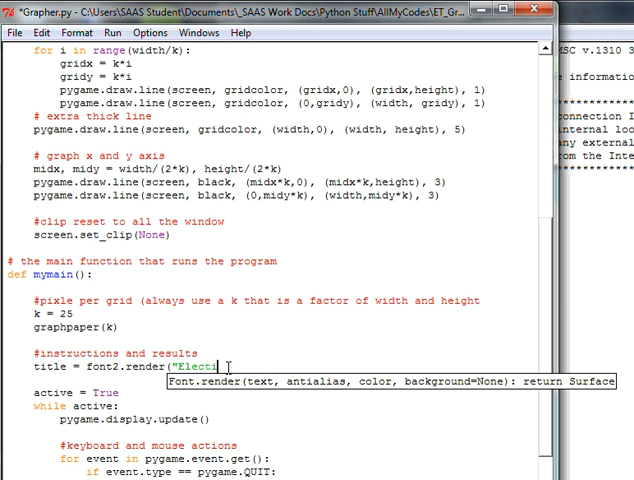 *Grapher.py - C:\Users\SAAS Student\Documents\_SAAS Work Docs\Python Stuff\AllMyCodes\ET_Gr...
File Edit Format Run Options Windows Help
for i in range(width/k):
gridx = k*i
gridy = k*i
pygame.draw.line(screen, gridcolor, (gridx,0), (gridx,height), 1)
pygame.draw.line(screen, gridcolor, (0,gridy), (width, gridy), 1)
# extra thick line
pygame.draw.line(screen, gridcolor, (width,0), (width, height), 5)
# graph x and y axis
midx, midy = width/(2*k), height/(2*k)
pygame.draw.line(screen, black, (midx*k,0), (midx*k,height), 3)
pygame.draw.line(screen, black, (0,midy*k), (width,midy*k), 3)
#clip reset to all the window
screen.set_clip(None)
# the main function that runs the program
def mymain():
#pixle per grid (always use a k that is a factor of width and height
k = 25
graphpaper(k)
#instructions and results
title = font2.render("Electi
Font.render(text, antialias, color, background=None): return Surface
active = True
while active:
pygame.display.update()
#keyboard and mouse actions
for event in pygame.event.get():
if event.type == pygame.QUIT:
MSC v.1310 3
e informatio
************
connection I
internal loo
any external
from the Inte
************